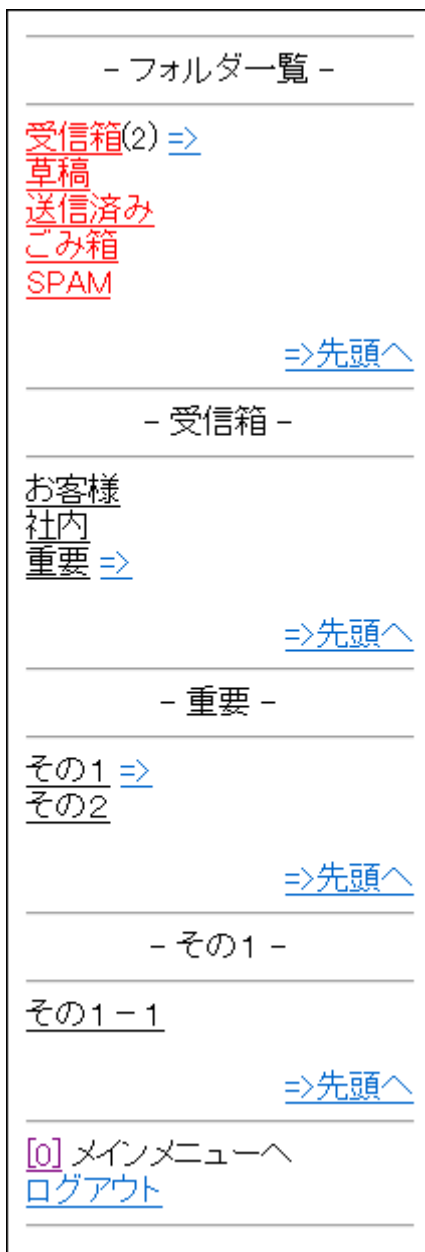 - フォルダ一覧 -
受信箱(2) =>
草稿
送信済み
ごみ箱
SPAM
=>先頭へ
- 受信箱 -
お客様
社内
重要 =>
=>先頭へ
- 重要 -
その1 =>
その2
=>先頭へ
- その1 -
その1-1
=>先頭へ
[0] メインメニューへ
ログアウト